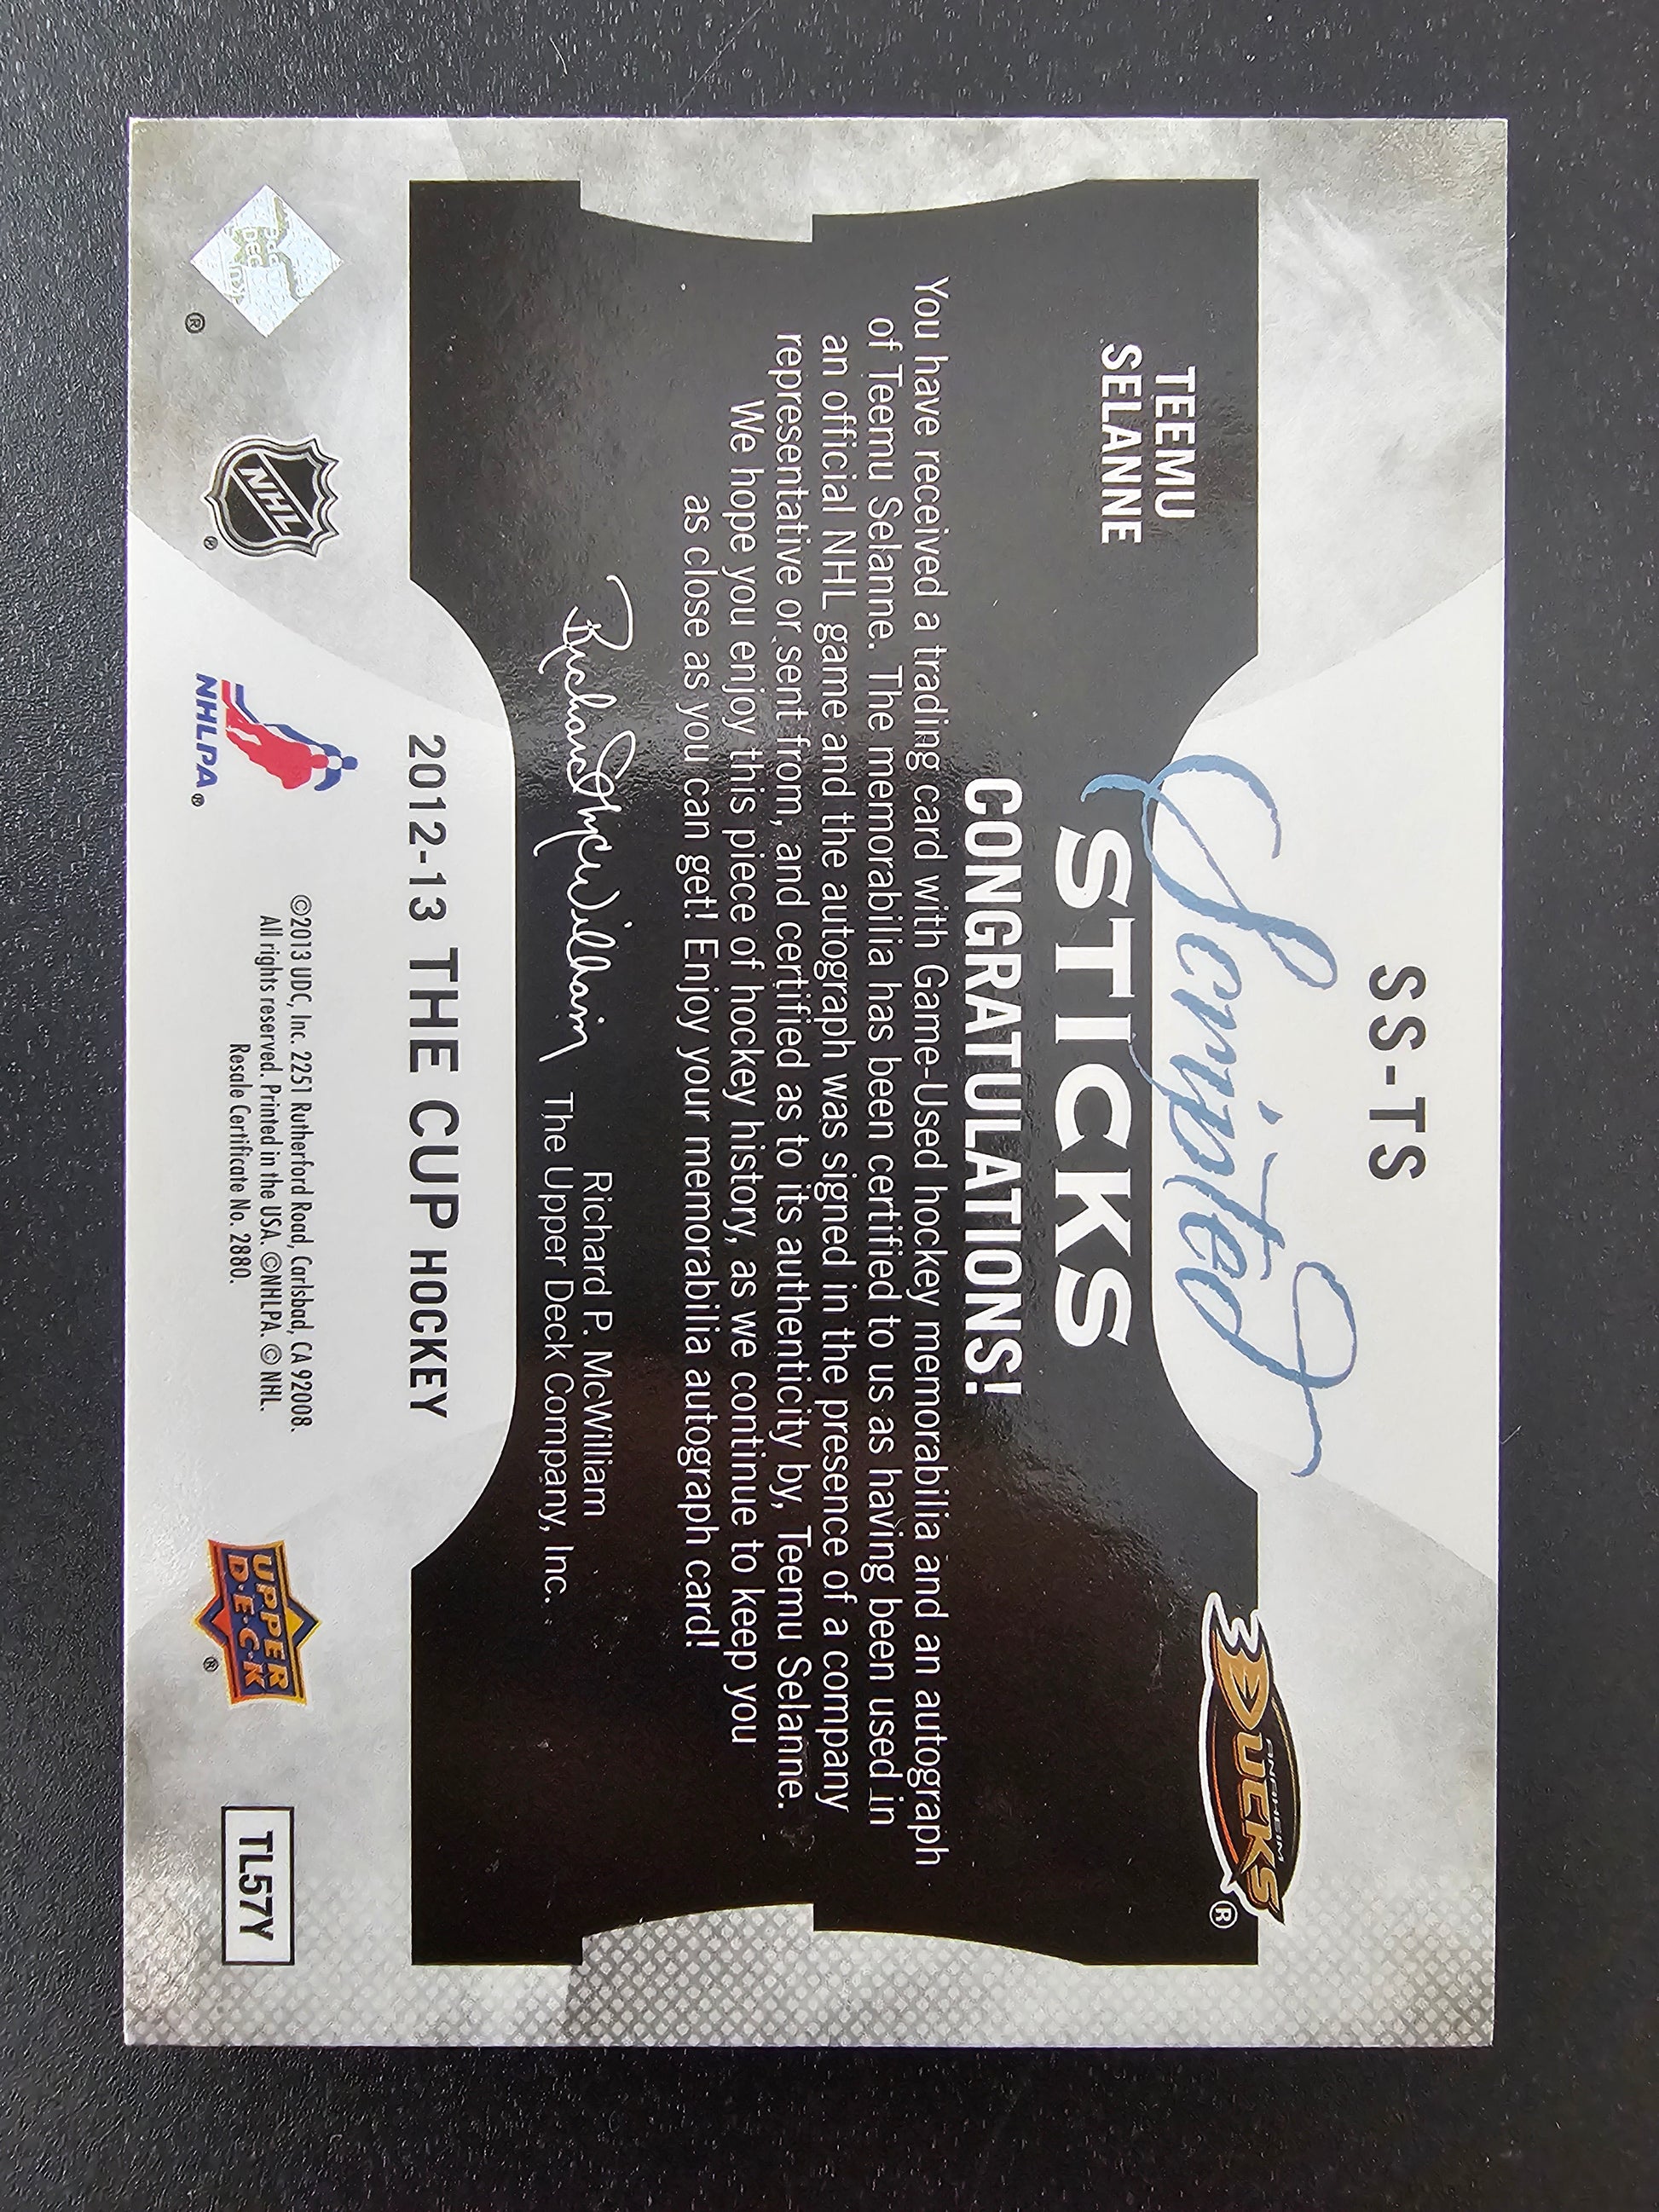 SS-TS
Scripted
STICKS
TEEMU
SELANNE
ANAHEIM
DUCKS ®
CONGRATULATIONS!
You have received a trading card with Game-Used hockey memorabilia and an autograph
of Teemu Selanne. The memorabilia has been certified to us as having been used in
an official NHL game and the autograph was signed in the presence of a company
representative or sent from, and certified as to its authenticity by, Teemu Selanne.
We hope you enjoy this piece of hockey history, as we continue to keep you
as close as you can get! Enjoy your memorabilia autograph card!
Richard P. McWilliam
Richard P. McWilliam
The Upper Deck Company, Inc.
2012-13 THE CUP HOCKEY
®
NHL ®
NHLPA ®
©2013 UDC, Inc. 2251 Rutherford Road, Carlsbad, CA 92008.
All rights reserved. Printed in the USA. ©NHLPA. © NHL.
Resale Certificate No. 2880.
UPPER
D·E·C·K ®
TL57Y